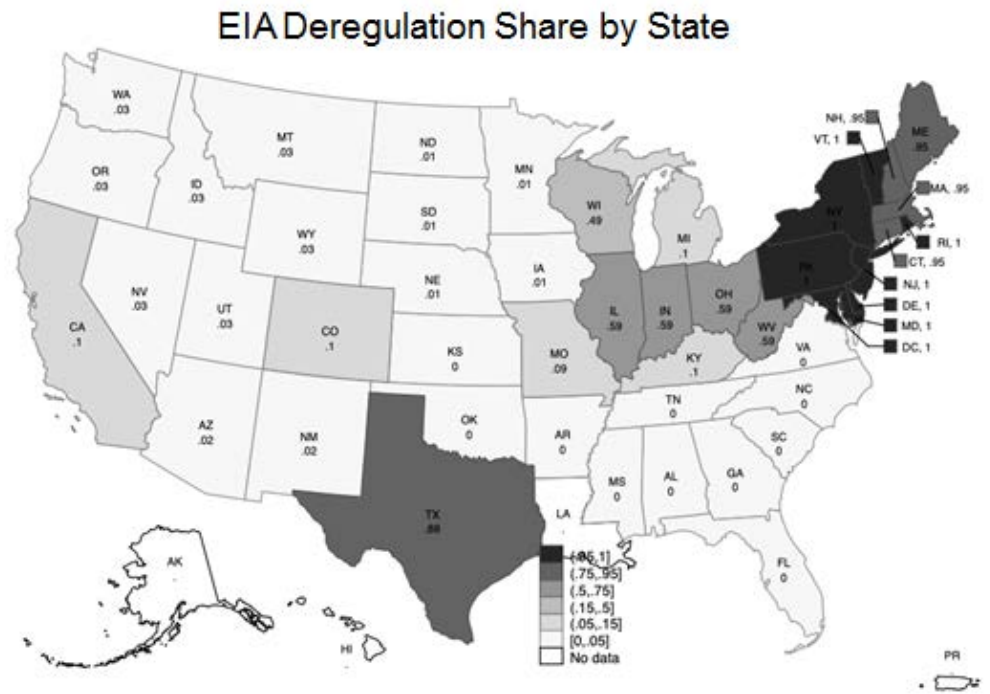 EIA Deregulation Share by State
WA
.03
OR
.03
ID
.03
MT
.03
WY
.03
ND
.01
SD
.01
NE
.01
MN
.01
IA
.01
WI
.49
MI
.1
NV
.03
UT
.03
CA
.1
CO
.1
KS
0
MO
.09
IL
.59
IN
.59
OH
.59
WV
.59
KY
.1
VA
0
NC
0
TN
0
SC
0
AZ
.02
NM
.02
OK
0
AR
0
MS
0
AL
0
GA
0
FL
0
TX
LA
NY
PA
ME
.95
NH, .95
VT, 1
MA, .95
RI, 1
CT, .95
NJ, 1
DE, 1
MD, 1
DC, 1
AK
HI
PR
(.95,.1]
(.75,.95]
(.5,.75]
(.15,.5]
(.05,.15]
[0,.05]
No data